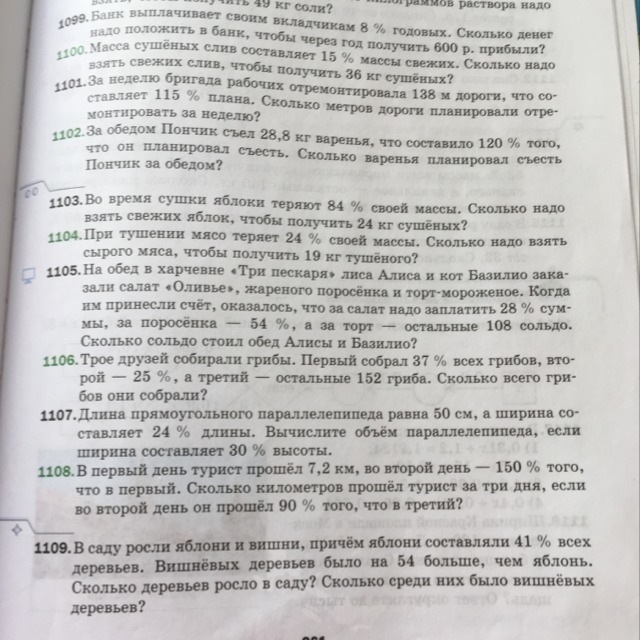 взять, чтобы получить 49 кг соли?
1099. Банк выплачивает своим вкладчикам 8 % годовых. Сколько денег
надо положить в банк, чтобы через год получить 600 р. прибыли?
1100. Масса сушёных слив составляет 15 % массы свежих. Сколько надо
взять свежих слив, чтобы получить 36 кг сушёных?
1101. За неделю бригада рабочих отремонтировала 138 м дороги, что со-
ставляет 115 % плана. Сколько метров дороги планировали отре-
монтировать за неделю?
1102. За обедом Пончик съел 28,8 кг варенья, что составило 120 % того,
что он планировал съесть. Сколько варенья планировал съесть
Пончик за обедом?
1103. Во время сушки яблоки теряют 84 % своей массы. Сколько надо
взять свежих яблок, чтобы получить 24 кг сушёных?
1104. При тушении мясо теряет 24 % своей массы. Сколько надо взять
сырого мяса, чтобы получить 19 кг тушёного?
1105. На обед в харчевне «Три пескаря» лиса Алиса и кот Базилио зака-
зали салат «Оливье», жареного поросёнка и торт-мороженое. Когда
им принесли счёт, оказалось, что за салат надо заплатить 28 % сум-
мы, за поросёнка — 54 %, а за торт — остальные 108 сольдо.
Сколько сольдо стоил обед Алисы и Базилио?
1106. Трое друзей собирали грибы. Первый собрал 37 % всех грибов, вто-
рой — 25 %, а третий — остальные 152 гриба. Сколько всего гри-
бов они собрали?
1107. Длина прямоугольного параллелепипеда равна 50 см, а ширина со-
ставляет 24 % длины. Вычислите объём параллелепипеда, если
ширина составляет 30 % высоты.
1108. В первый день турист прошёл 7,2 км, во второй день — 150 % того,
что в первый. Сколько километров прошёл турист за три дня, если
во второй день он прошёл 90 % того, что в третий?
1109. В саду росли яблони и вишни, причём яблони составляли 41 % всех
деревьев. Вишнёвых деревьев было на 54 больше, чем яблонь.
Сколько деревьев росло в саду? Сколько среди них было вишнёвых
деревьев?